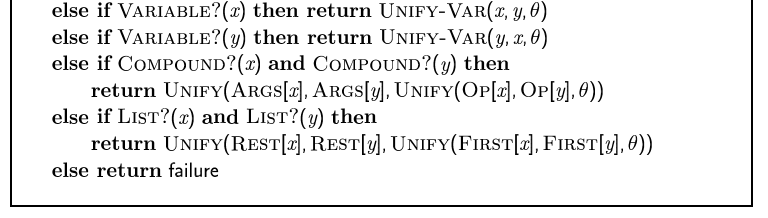 else if VARIABLE?(x) then return UNIFY-VAR(x, y, θ)
else if VARIABLE?(y) then return UNIFY-VAR(y, x, θ)
else if COMPOUND?(x) and COMPOUND?(y) then
return UNIFY(ARGS[x], ARGS[y], UNIFY(OP[x], OP[y], θ))
else if LIST?(x) and LIST?(y) then
return UNIFY(REST[x], REST[y], UNIFY(FIRST[x], FIRST[y], θ))
else return failure